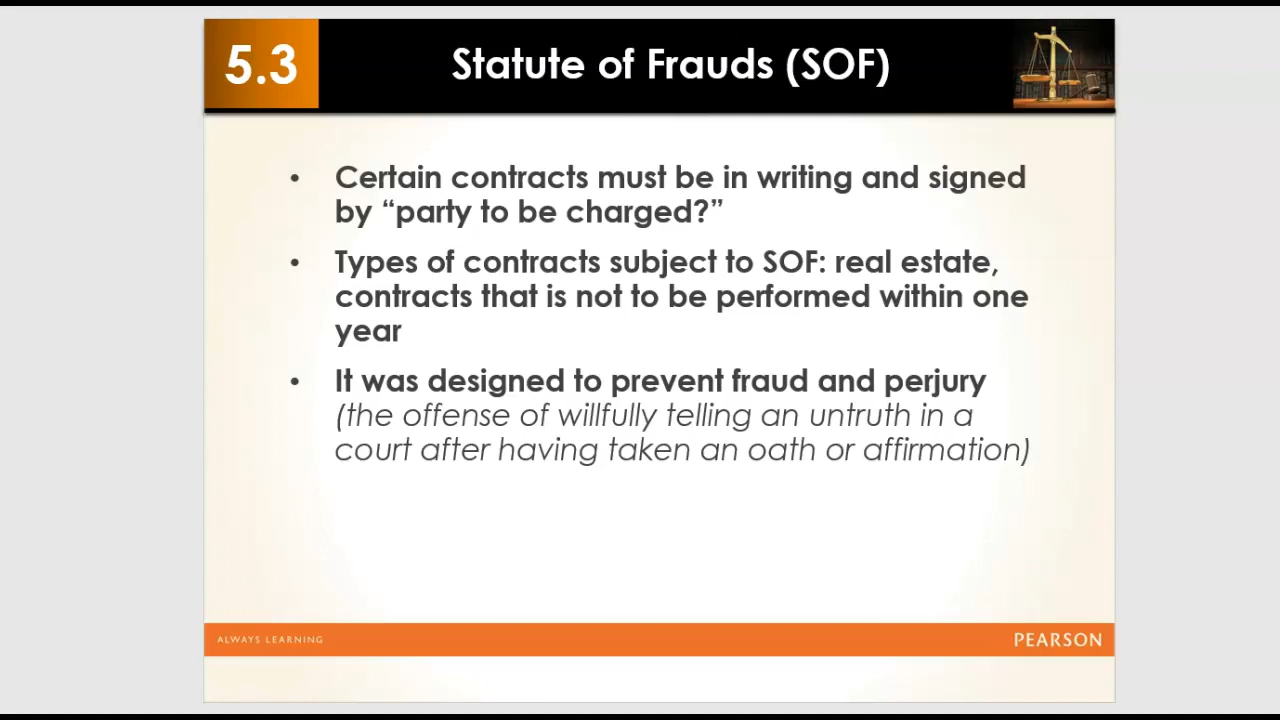 5.3
Statute of Frauds (SOF)
• Certain contracts must be in writing and signed
by “party to be charged?”
• Types of contracts subject to SOF: real estate,
contracts that is not to be performed within one
year
• It was designed to prevent fraud and perjury
(the offense of willfully telling an untruth in a
court after having taken an oath or affirmation)
ALWAYS LEARNING
PEARSON